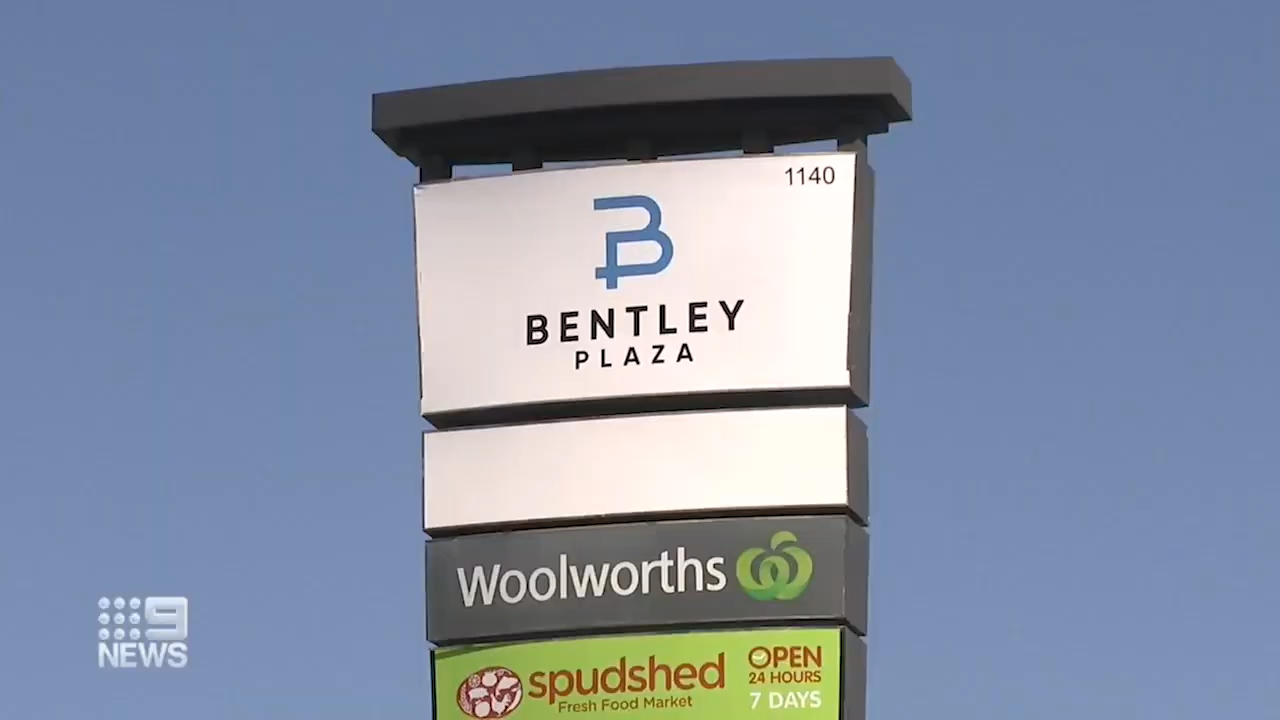 1140
B
BENTLEY
PLAZA
Woolworths
spudshed
Fresh Food Market
OPEN
24 HOURS
7 DAYS
9
NEWS